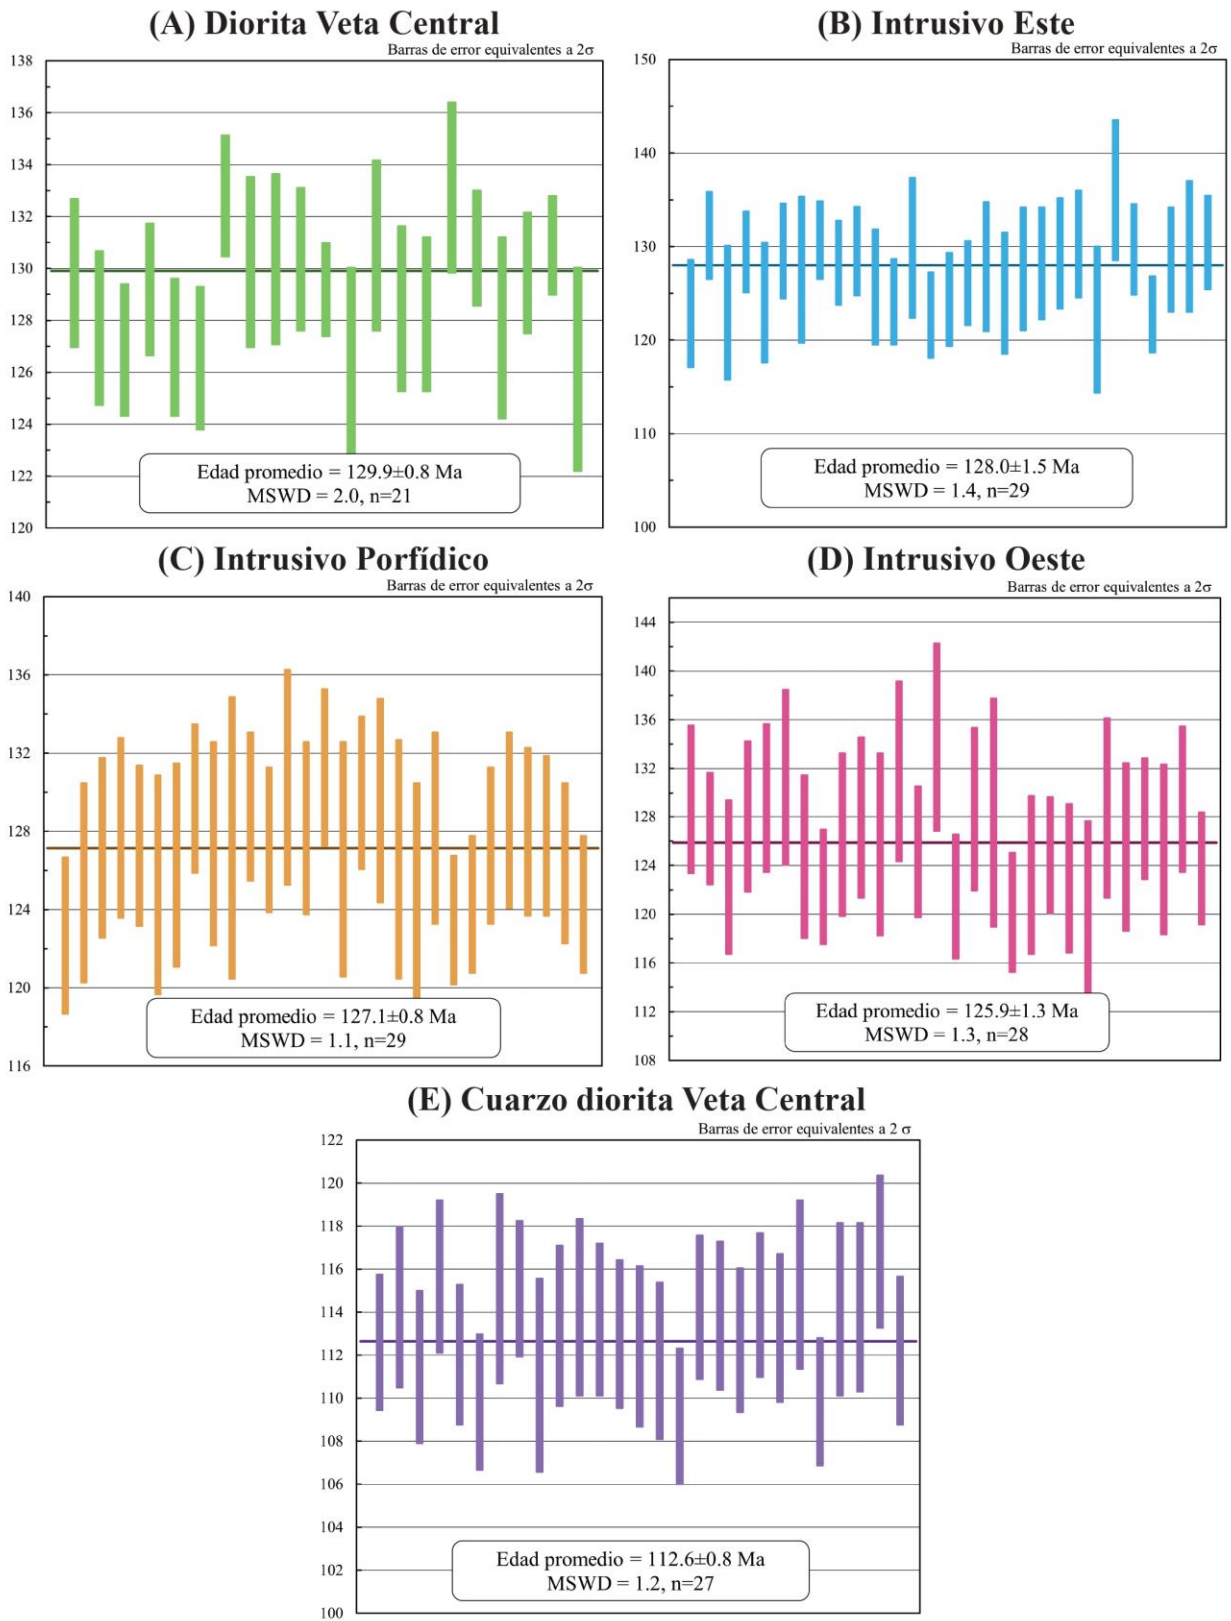 (A) Diorita Veta Central
Barras de error equivalentes a 2σ
138
136
134
132
130
128
126
124
122
120
Edad promedio = 129.9±0.8 Ma
MSWD = 2.0, n=21
(B) Intrusivo Este
Barras de error equivalentes a 2σ
150
140
130
120
110
100
Edad promedio = 128.0±1.5 Ma
MSWD = 1.4, n=29
(C) Intrusivo Porfídico
Barras de error equivalentes a 2σ
140
136
132
128
124
120
116
Edad promedio = 127.1±0.8 Ma
MSWD = 1.1, n=29
(D) Intrusivo Oeste
Barras de error equivalentes a 2σ
144
140
136
132
128
124
120
116
112
108
Edad promedio = 125.9±1.3 Ma
MSWD = 1.3, n=28
(E) Cuarzo diorita Veta Central
Barras de error equivalentes a 2 σ
122
120
118
116
114
112
110
108
106
104
102
100
Edad promedio = 112.6±0.8 Ma
MSWD = 1.2, n=27